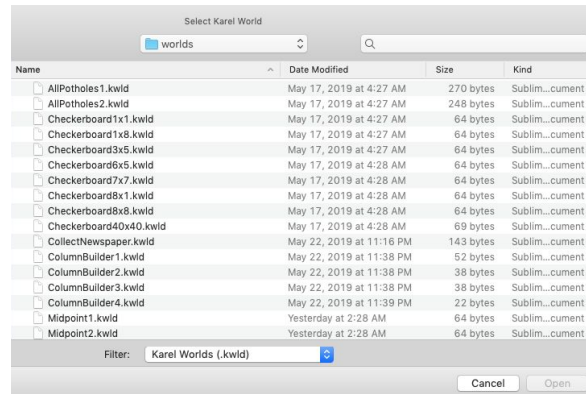 Select Karel World
worlds
Name Date Modified Size Kind
AllPotholes1.kwld May 17, 2019 at 4:27 AM 270 bytes Sublim...cument
AllPotholes2.kwld May 17, 2019 at 4:27 AM 248 bytes Sublim...cument
Checkerboard1x1.kwld May 17, 2019 at 4:27 AM 64 bytes Sublim...cument
Checkerboard1x8.kwld May 17, 2019 at 4:27 AM 64 bytes Sublim...cument
Checkerboard3x5.kwld May 17, 2019 at 4:27 AM 64 bytes Sublim...cument
Checkerboard6x5.kwld May 17, 2019 at 4:28 AM 64 bytes Sublim...cument
Checkerboard7x7.kwld May 17, 2019 at 4:28 AM 64 bytes Sublim...cument
Checkerboard8x1.kwld May 17, 2019 at 4:28 AM 64 bytes Sublim...cument
Checkerboard8x8.kwld May 17, 2019 at 4:28 AM 64 bytes Sublim...cument
Checkerboard40x40.kwld May 17, 2019 at 4:28 AM 69 bytes Sublim...cument
CollectNewspaper.kwld May 22, 2019 at 11:16 PM 143 bytes Sublim...cument
ColumnBuilder1.kwld May 22, 2019 at 11:38 PM 52 bytes Sublim...cument
ColumnBuilder2.kwld May 22, 2019 at 11:38 PM 38 bytes Sublim...cument
ColumnBuilder3.kwld May 22, 2019 at 11:38 PM 38 bytes Sublim...cument
ColumnBuilder4.kwld May 22, 2019 at 11:39 PM 22 bytes Sublim...cument
Midpoint1.kwld Yesterday at 2:28 AM 64 bytes Sublim...cument
Midpoint2.kwld Yesterday at 2:28 AM 64 bytes Sublim...cument
Filter: Karel Worlds (.kwld)
Cancel Open